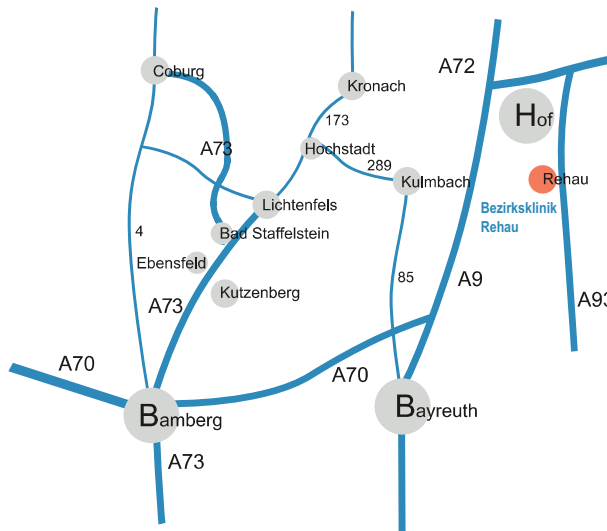 A72
Coburg
Kronach
Hof
173
A73
Hochstadt
289
Kulmbach
Rehau
Lichtenfels
Bezirksklinik
Rehau
4
Bad Staffelstein
Ebensfeld
85
A9
Kutzenberg
A73
A93
A70
A70
Bamberg
Bayreuth
A73